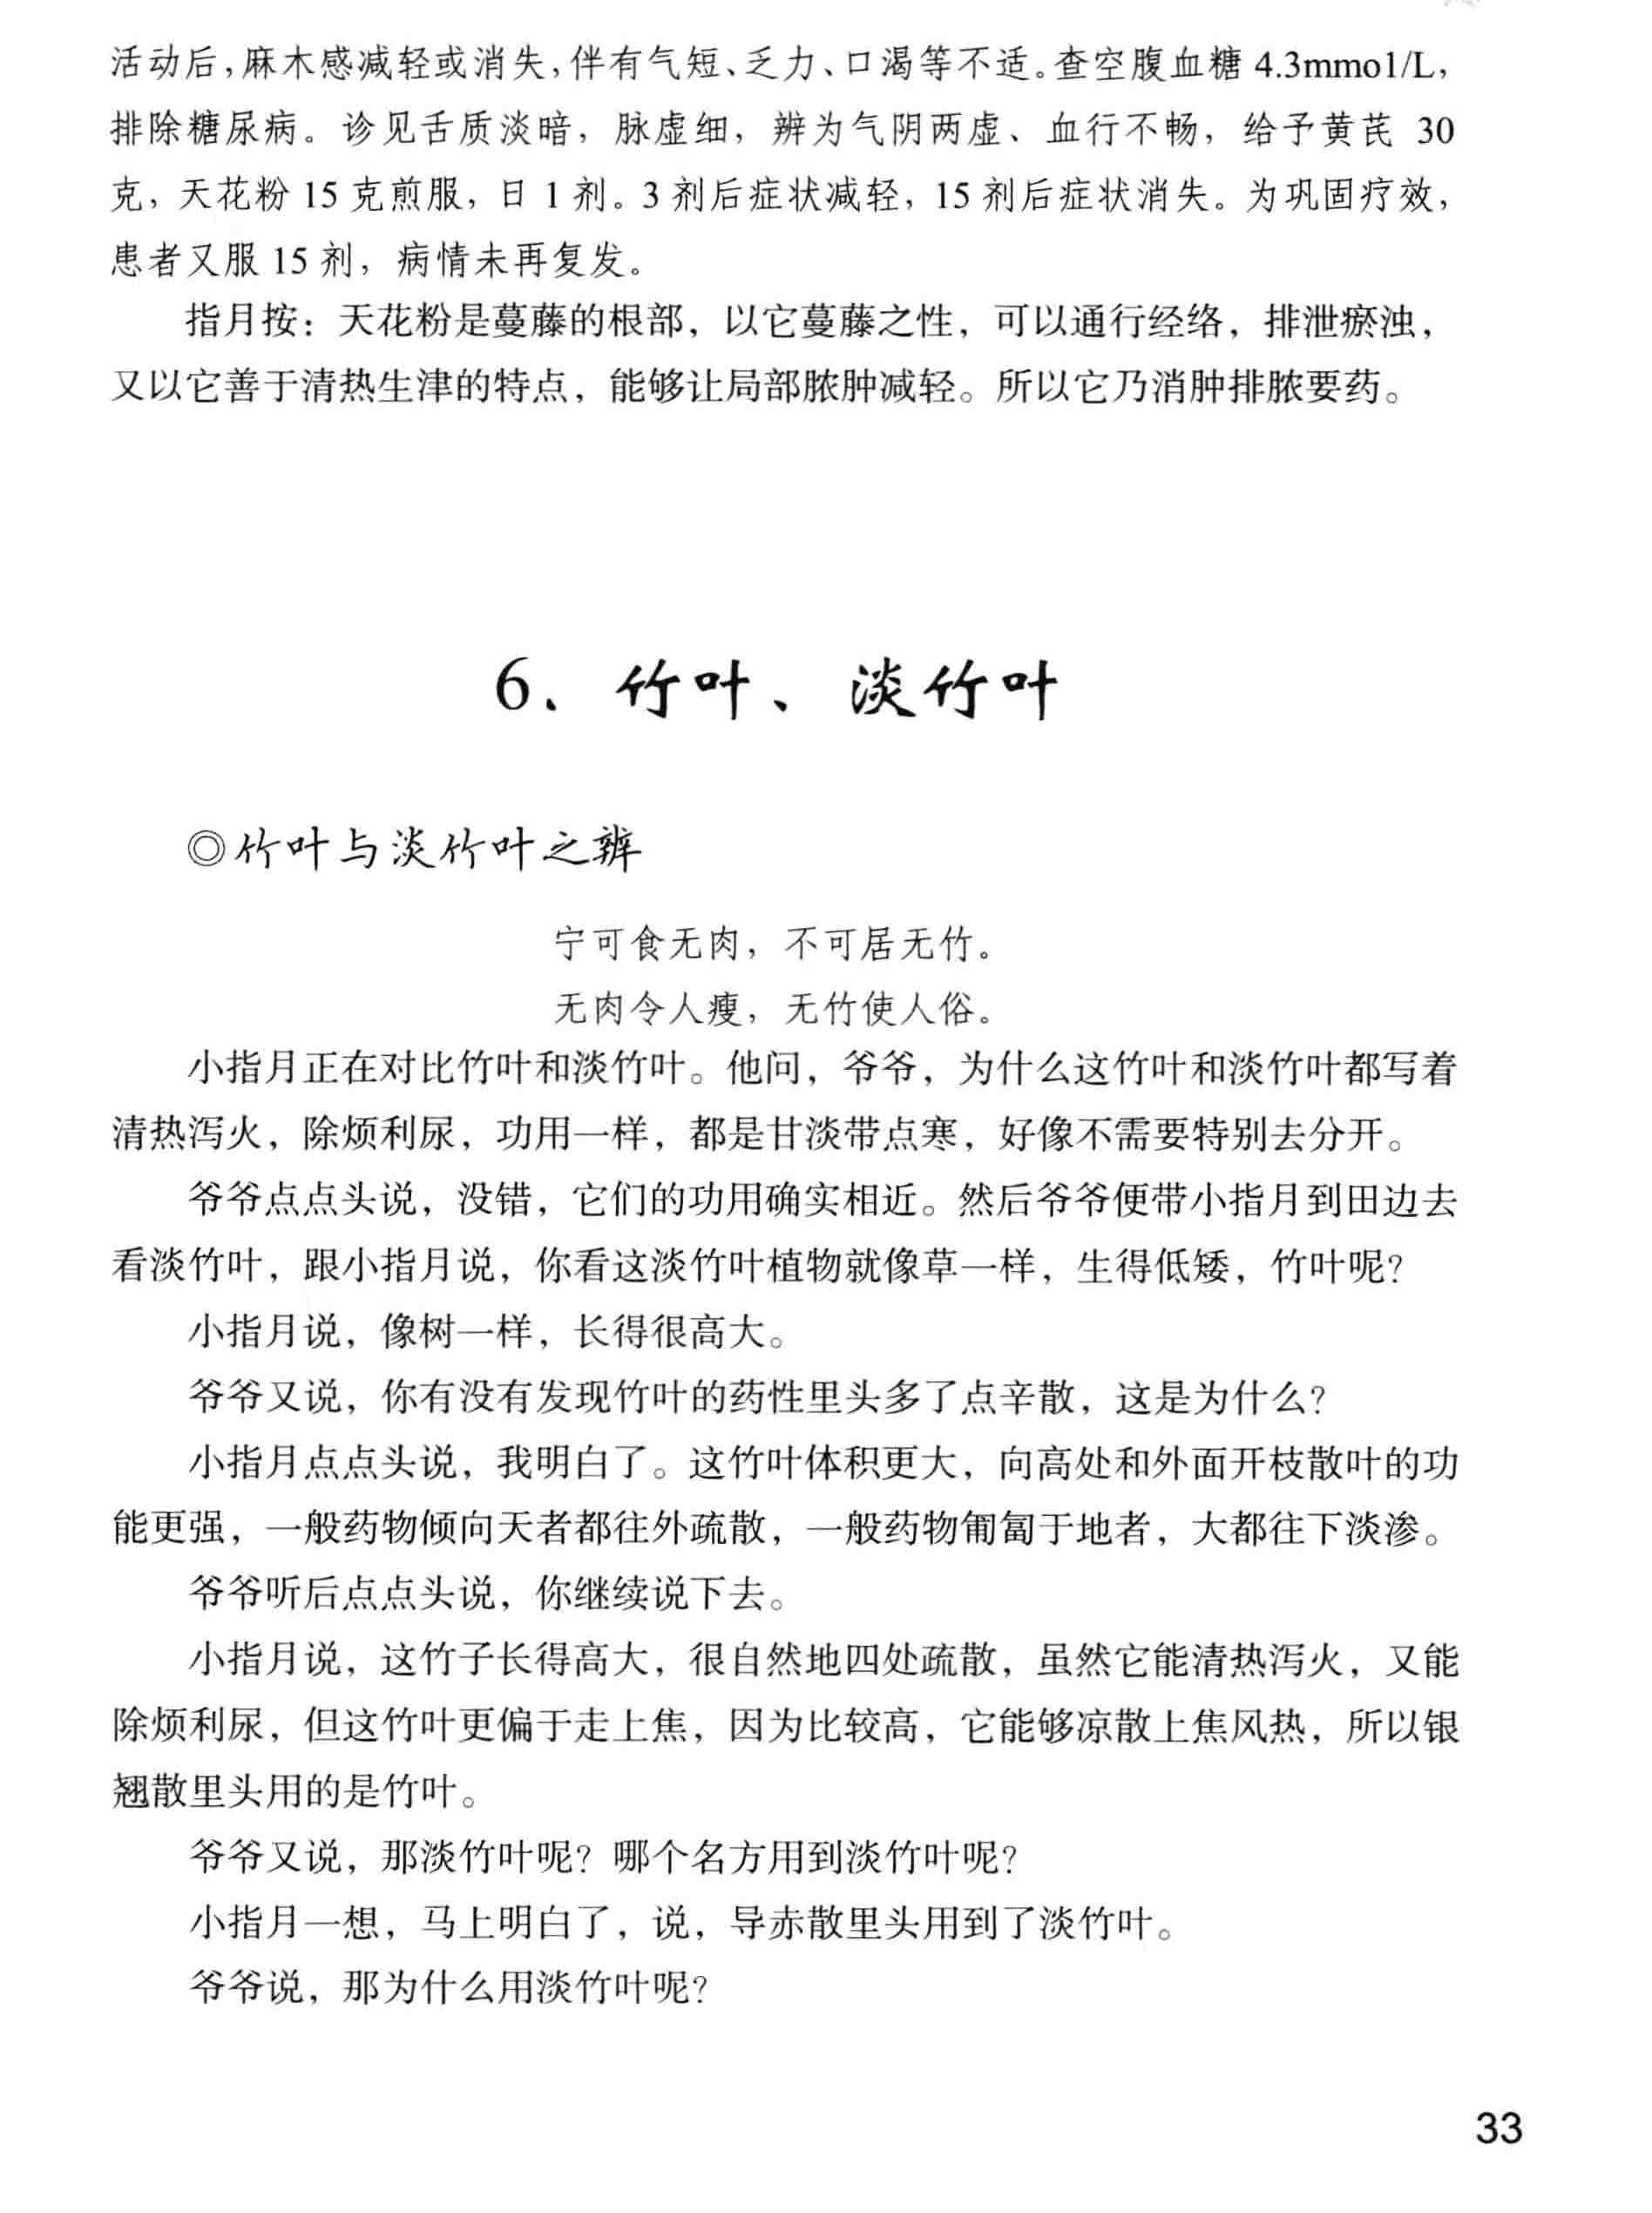 活动后，麻木感减轻或消失，伴有气短、乏力、口渴等不适。查空腹血糖 4.3mmo1/L，
排除糖尿病。诊见舌质淡暗，脉虚细，辨为气阴两虚、血行不畅，给予黄芪 30
克，天花粉 15 克煎服，日 1 剂。3 剂后症状减轻，15 剂后症状消失。为巩固疗效，
患者又服 15 剂，病情未再复发。
指月按：天花粉是蔓藤的根部，以它蔓藤之性，可以通行经络，排泄瘀浊，
又以它善于清热生津的特点，能够让局部脓肿减轻。所以它乃消肿排脓要药。
6、竹叶、淡竹叶
◎竹叶与淡竹叶之辨
宁可食无肉，不可居无竹。
无肉令人瘦，无竹使人俗。
小指月正在对比竹叶和淡竹叶。他问，爷爷，为什么这竹叶和淡竹叶都写着
清热泻火，除烦利尿，功用一样，都是甘淡带点寒，好像不需要特别去分开。
爷爷点点头说，没错，它们的功用确实相近。然后爷爷便带小指月到田边去
看淡竹叶，跟小指月说，你看这淡竹叶植物就像草一样，生得低矮，竹叶呢？
小指月说，像树一样，长得很高大。
爷爷又说，你有没有发现竹叶的药性里头多了点辛散，这是为什么？
小指月点点头说，我明白了。这竹叶体积更大，向高处和外面开枝散叶的功
能更强，一般药物倾向天者都往外疏散，一般药物匍匐于地者，大都往下淡渗。
爷爷听后点点头说，你继续说下去。
小指月说，这竹子长得高大，很自然地四处疏散，虽然它能清热泻火，又能
除烦利尿，但这竹叶更偏于走上焦，因为比较高，它能够凉散上焦风热，所以银
翘散里头用的是竹叶。
爷爷又说，那淡竹叶呢？哪个名方用到淡竹叶呢？
小指月一想，马上明白了，说，导赤散里头用到了淡竹叶。
爷爷说，那为什么用淡竹叶呢？
33